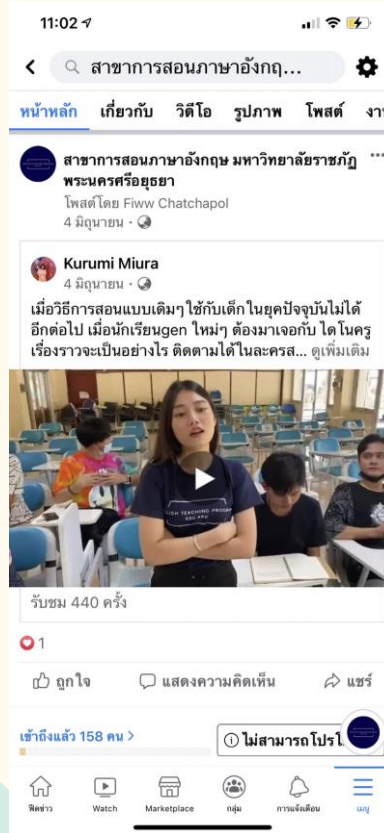 11:02
สาขาการสอนภาษาอังกฤ...
หน้าหลัก เกี่ยวกับ วิดีโอ รูปภาพ โพสต์ งา
สาขาการสอนภาษาอังกฤษ มหาวิทยาลัยราชภัฏ
พระนครศรีอยุธยา
โพสต์โดย Fiww Chatchapol
4 มิถุนายน ·
Kurumi Miura
4 มิถุนายน ·
เมื่อวิธีการสอนแบบเดิมๆ ใช้กับเด็กในยุคปัจจุบันไม่ได้
อีกต่อไป เมื่อนักเรียนgen ใหม่ๆ ต้องมาเจอกับ ไดโนครู
เรื่องราวจะเป็นอย่างไร ติดตามได้ในละครส... ดูเพิ่มเติม
LISH TEACHING PROGRAM
EDU ARU
รับชม 440 ครั้ง
1
ถูกใจ แสดงความคิดเห็น แชร์
เข้าถึงแล้ว 158 คน > ไม่สามารถโปรโ
ฟีดข่าว Watch Marketplace กลุ่ม การแจ้งเตือน เมนู